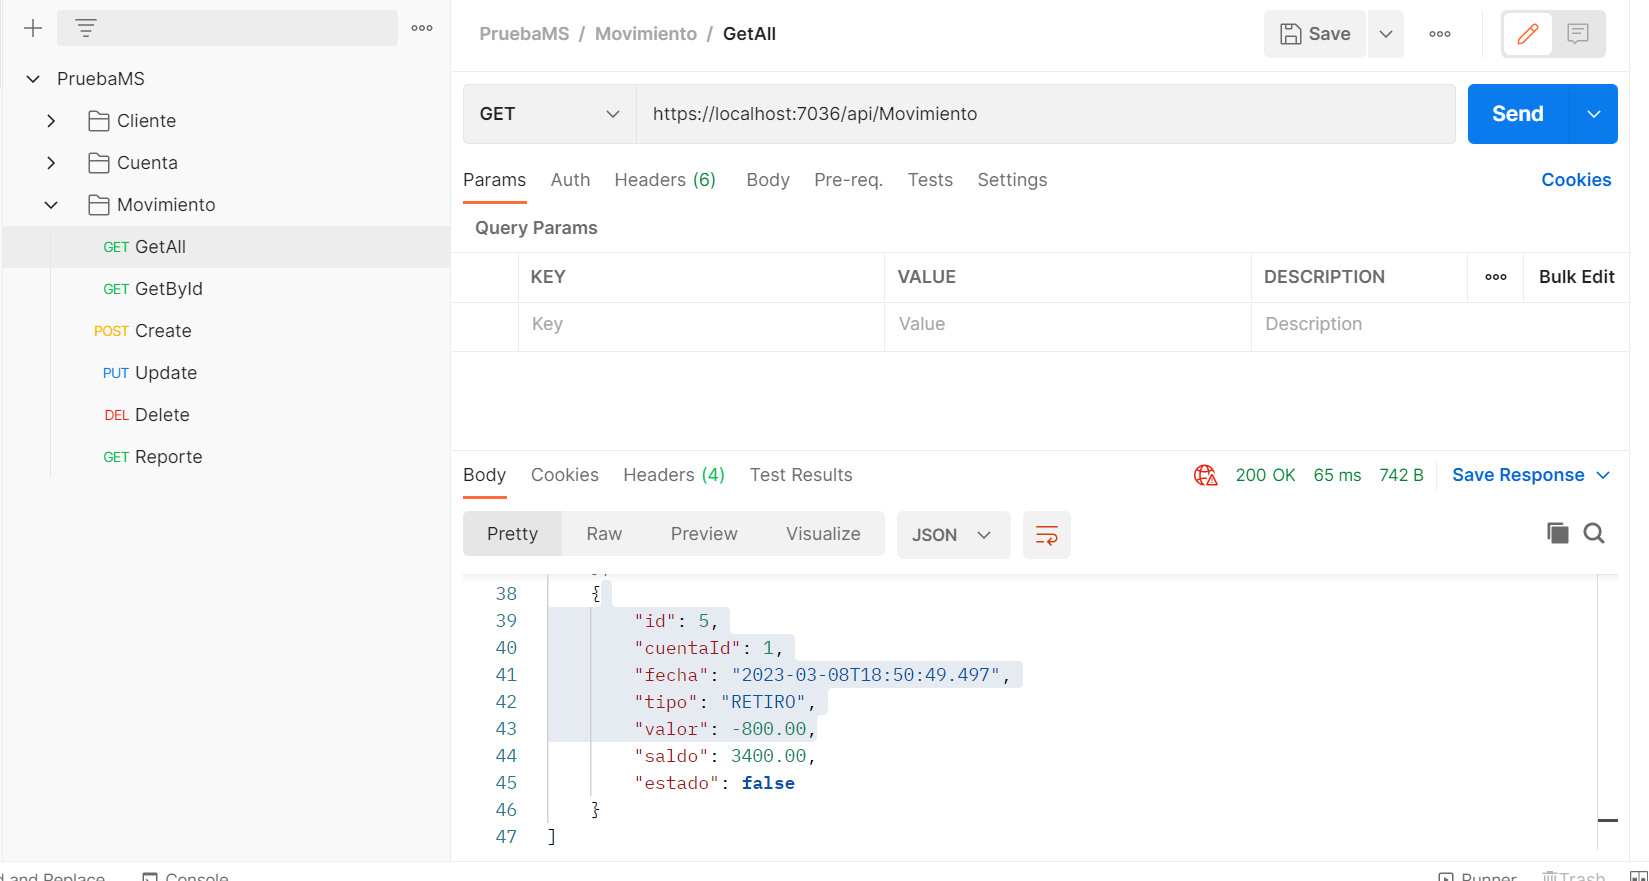 PruebaMS
Cliente
Cuenta
Movimiento
GET GetAll
GET GetById
POST Create
PUT Update
DEL Delete
GET Reporte
PruebaMS / Movimiento / GetAll
Save
GET
https://localhost:7036/api/Movimiento
Send
Params Auth Headers (6) Body Pre-req. Tests Settings Cookies
Query Params
KEY VALUE DESCRIPTION Bulk Edit
Key Value Description
Body Cookies Headers (4) Test Results 200 OK 65 ms 742 B Save Response
Pretty Raw Preview Visualize JSON
38 {
39 "id": 5,
40 "cuentaId": 1,
41 "fecha": "2023-03-08T18:50:49.497",
42 "tipo": "RETIRO",
43 "valor": -800.00,
44 "saldo": 3400.00,
45 "estado": false
46 }
47 ]
and Replace Console Runner Trash